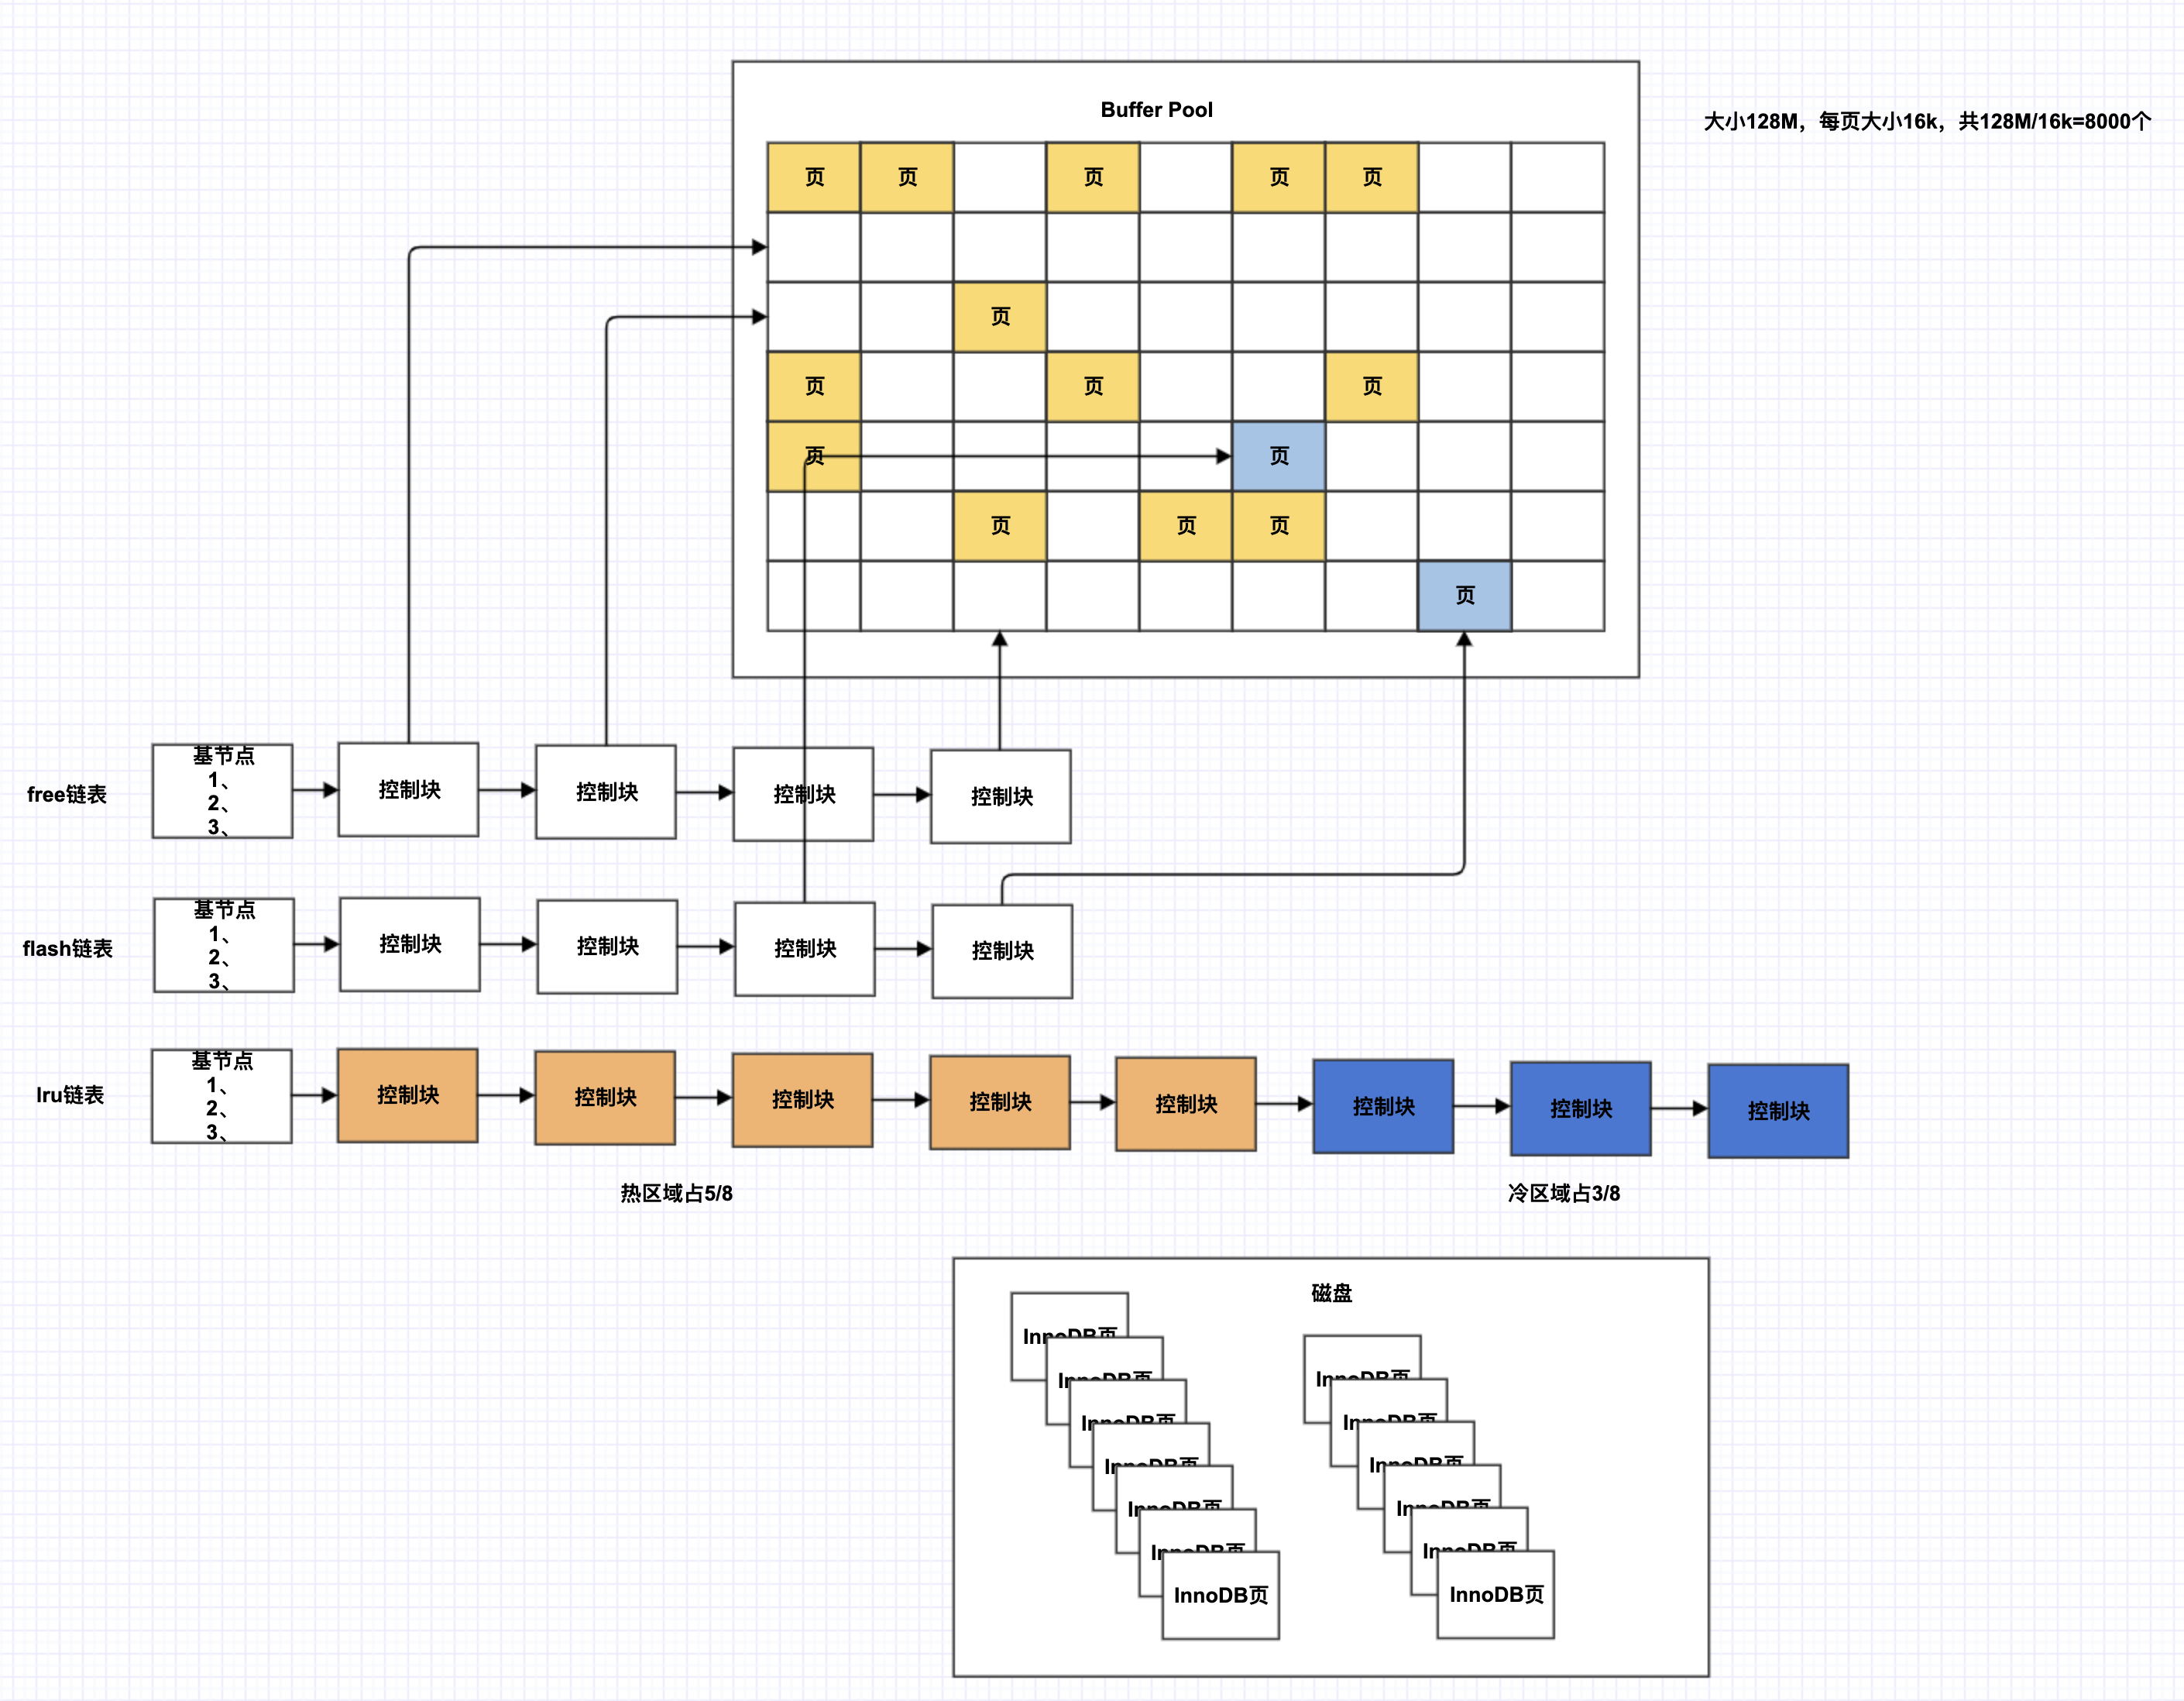 Buffer Pool
大小128M，每页大小16k，共128M/16k=8000个
页 页 页 页 页
页
页 页 页
页 页
页 页 页
页
free链表
基节点
1、
2、
3、
控制块
控制块
控制块
控制块
flash链表
基节点
1、
2、
3、
控制块
控制块
控制块
控制块
lru链表
基节点
1、
2、
3、
控制块
控制块
控制块
控制块
控制块
控制块
控制块
控制块
热区域占5/8
冷区域占3/8
磁盘
InnoDB页
InnoDB页
InnoDB页
InnoDB页
InnoDB页
InnoDB页
InnoDB页
InnoDB页
InnoDB页
InnoDB页
InnoDB页
InnoDB页
InnoDB页